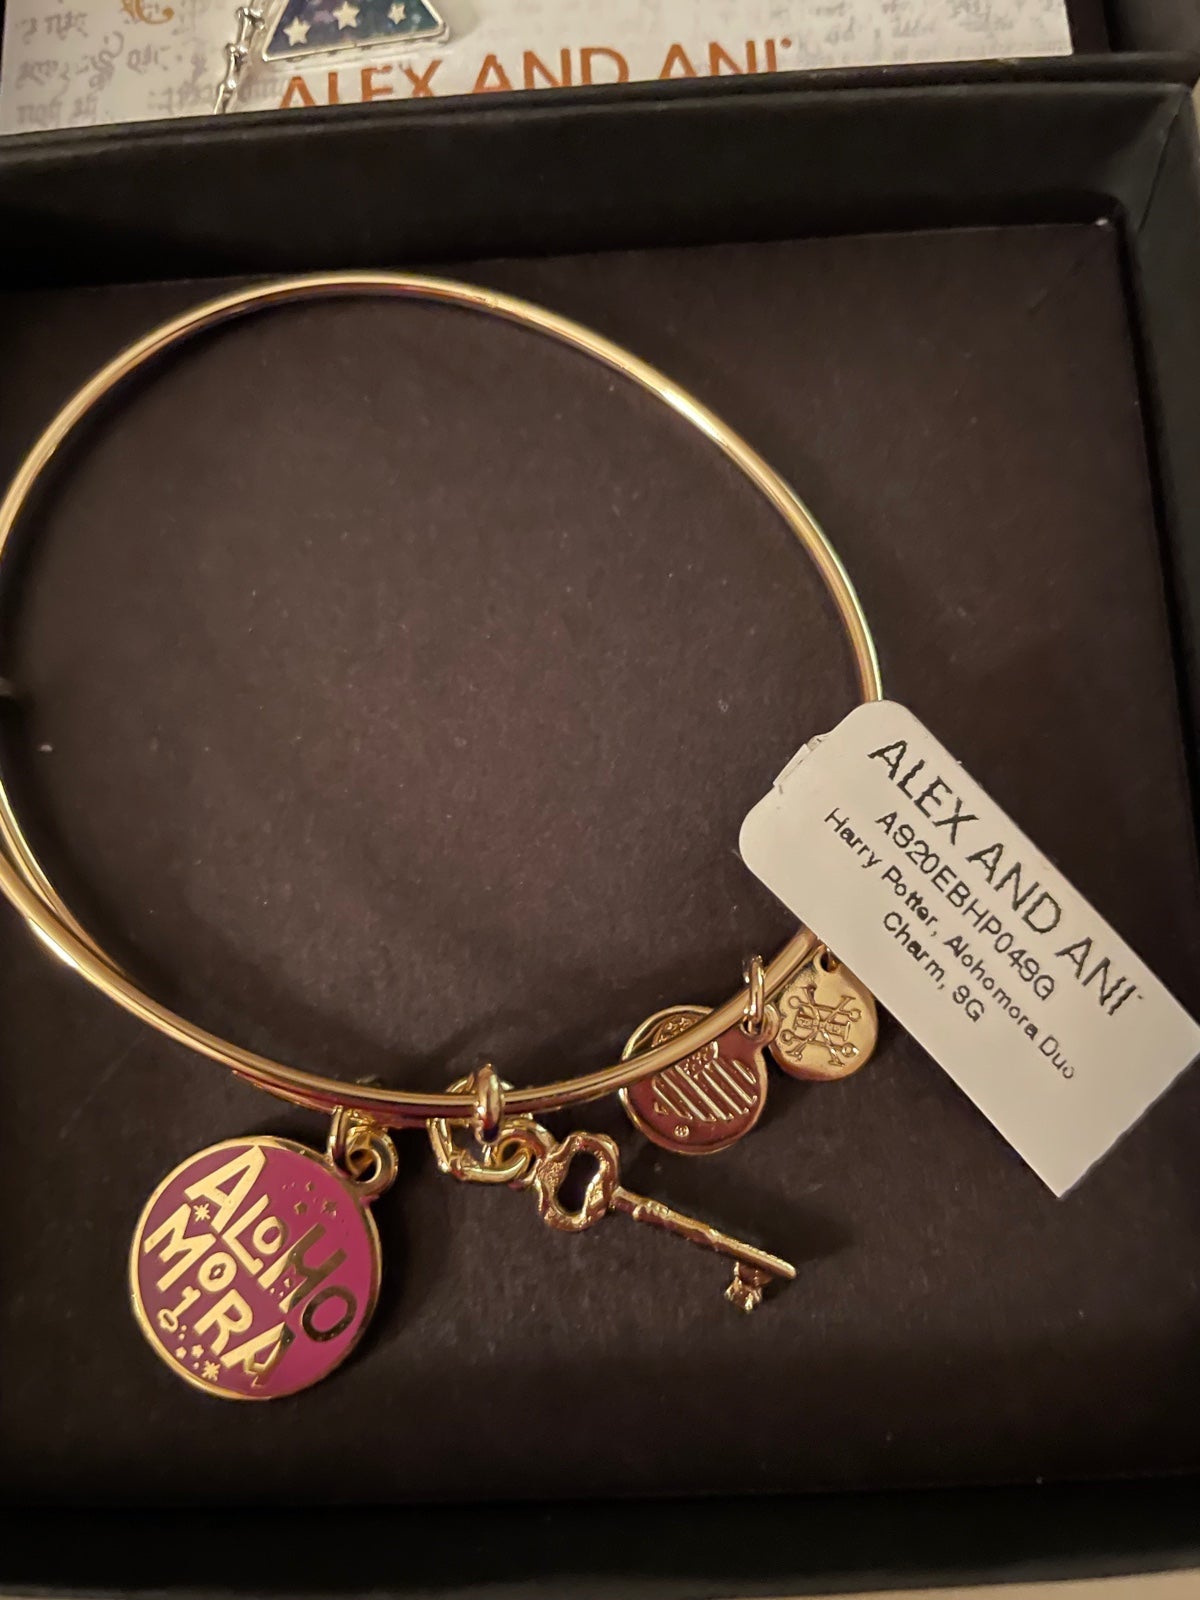 ALEX AND ANI
ALEX AND ANI
AS20EBHP04SG
Harry Potter, Alohomora Duo
Charm, SG
ALOHO
MORA